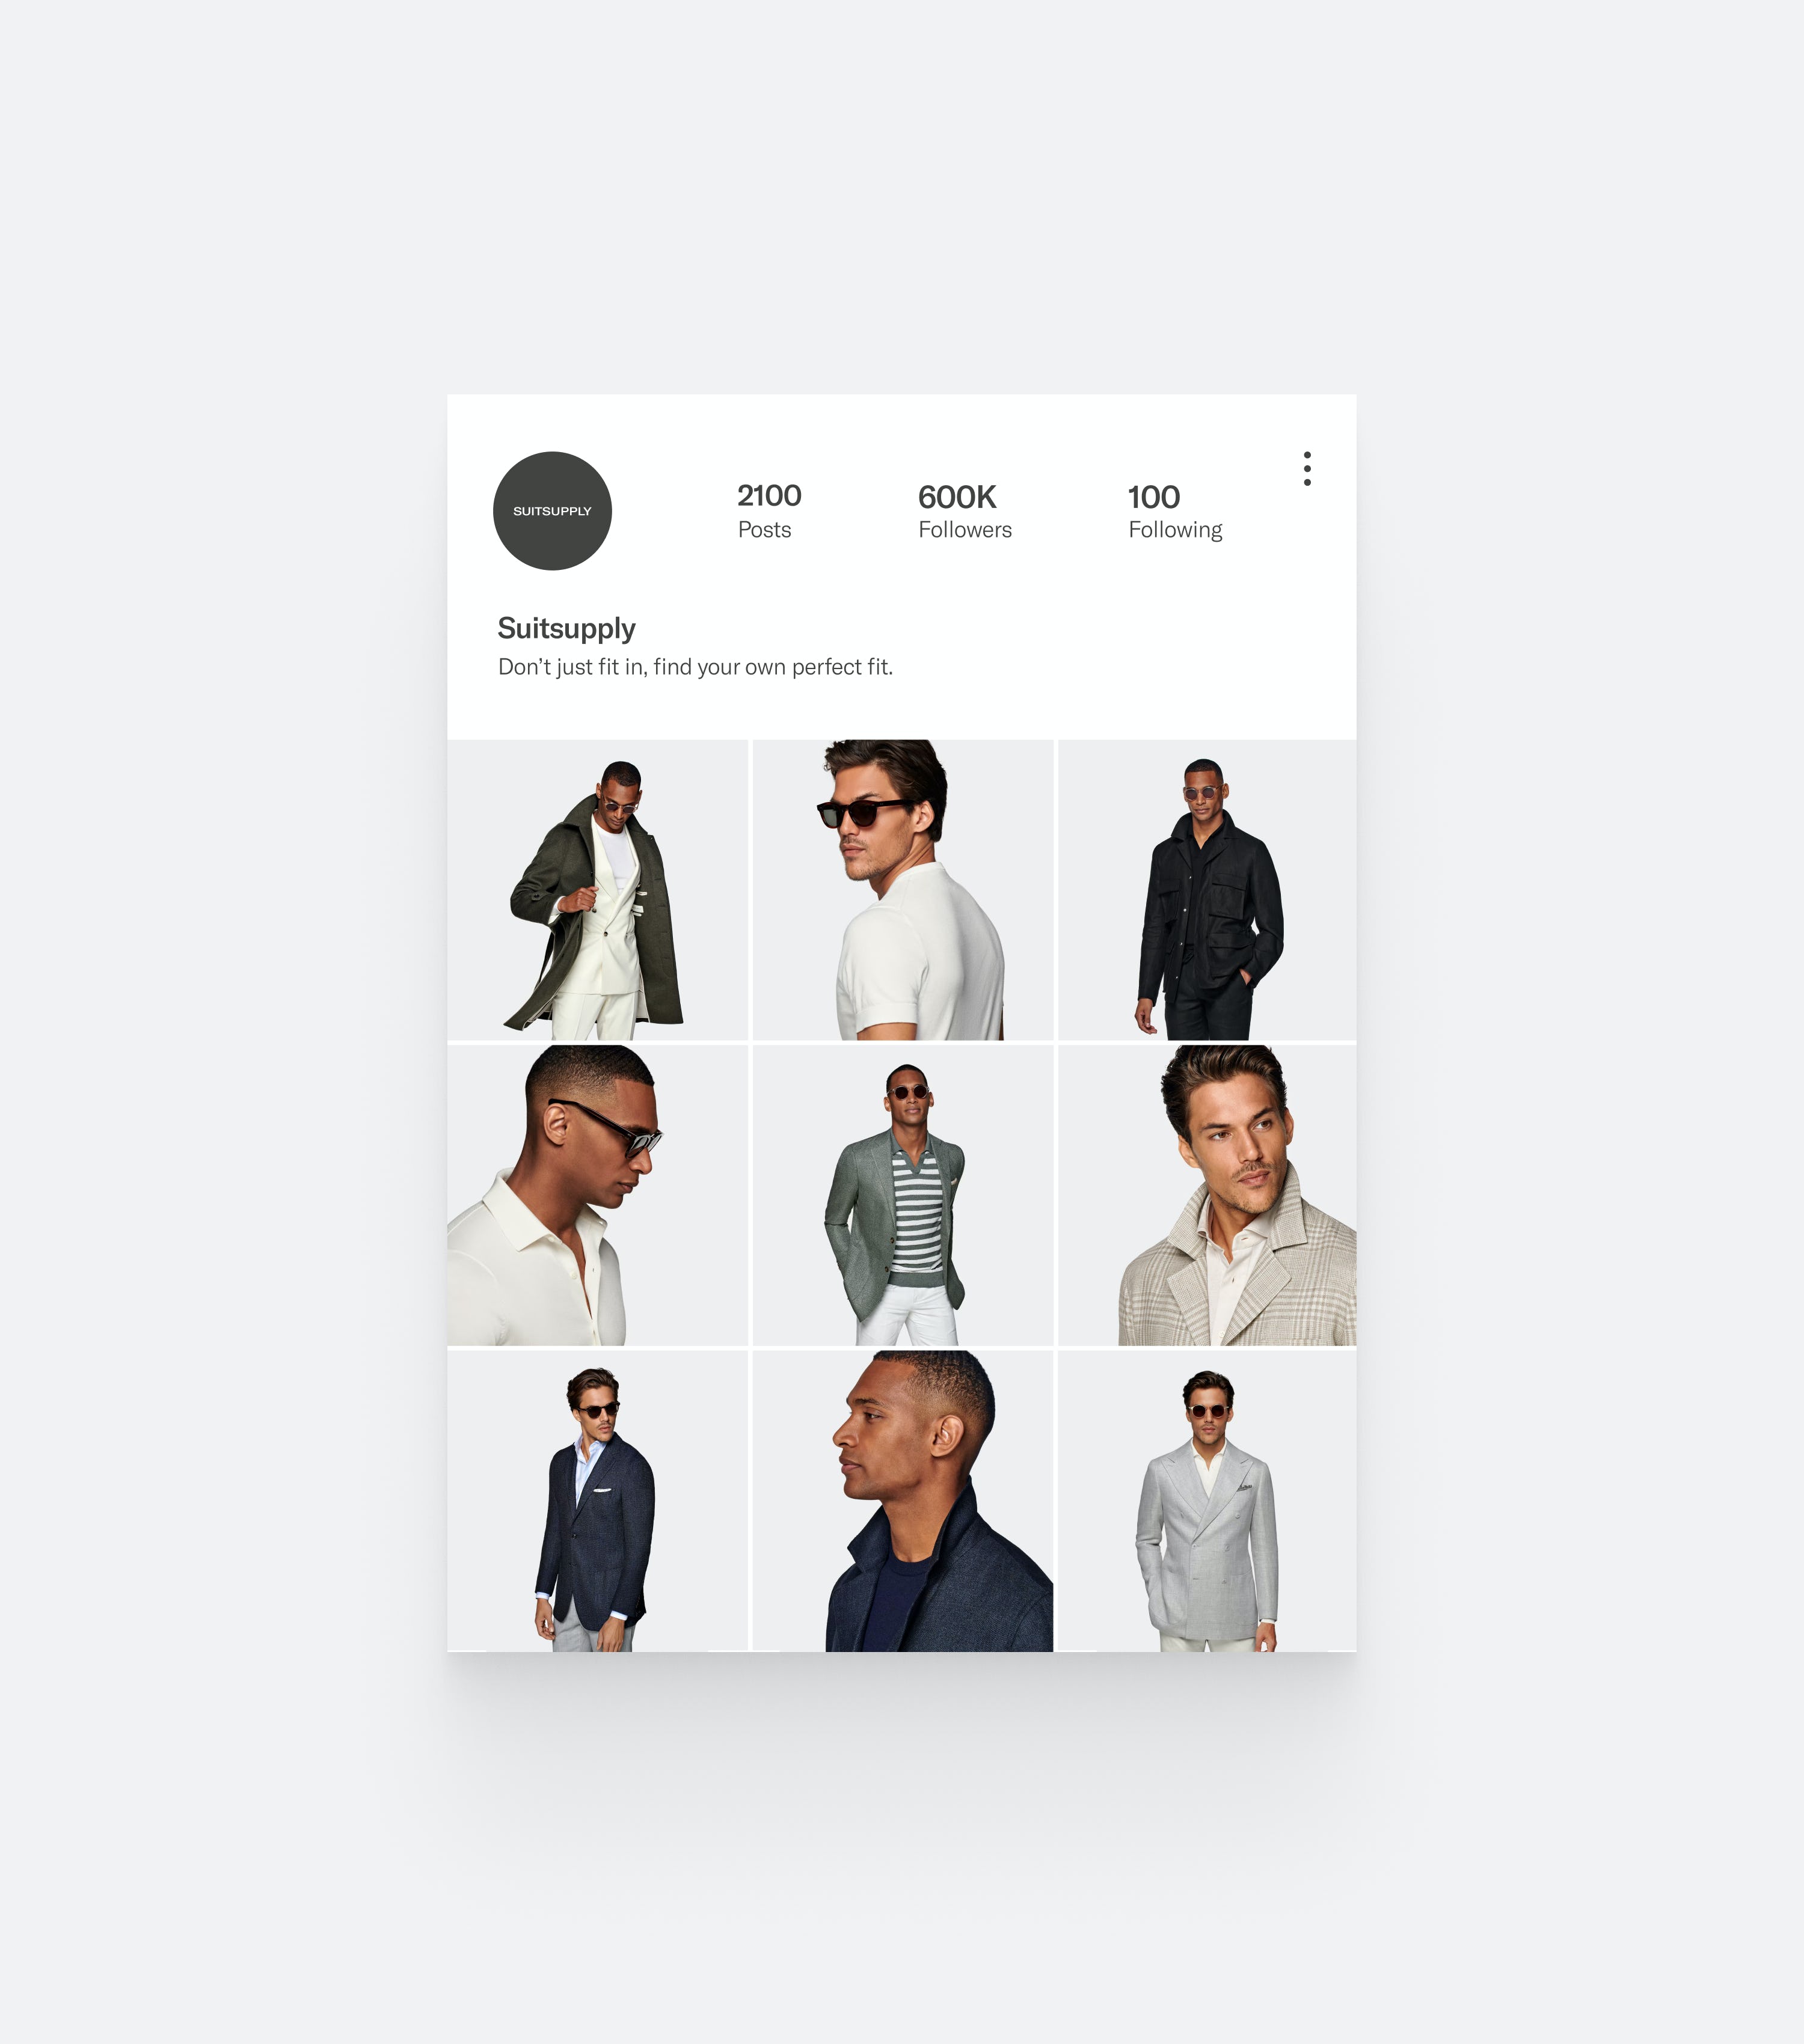 SUITSUPPLY
2100
Posts
600K
Followers
100
Following
Suitsupply
Don’t just fit in, find your own perfect fit.